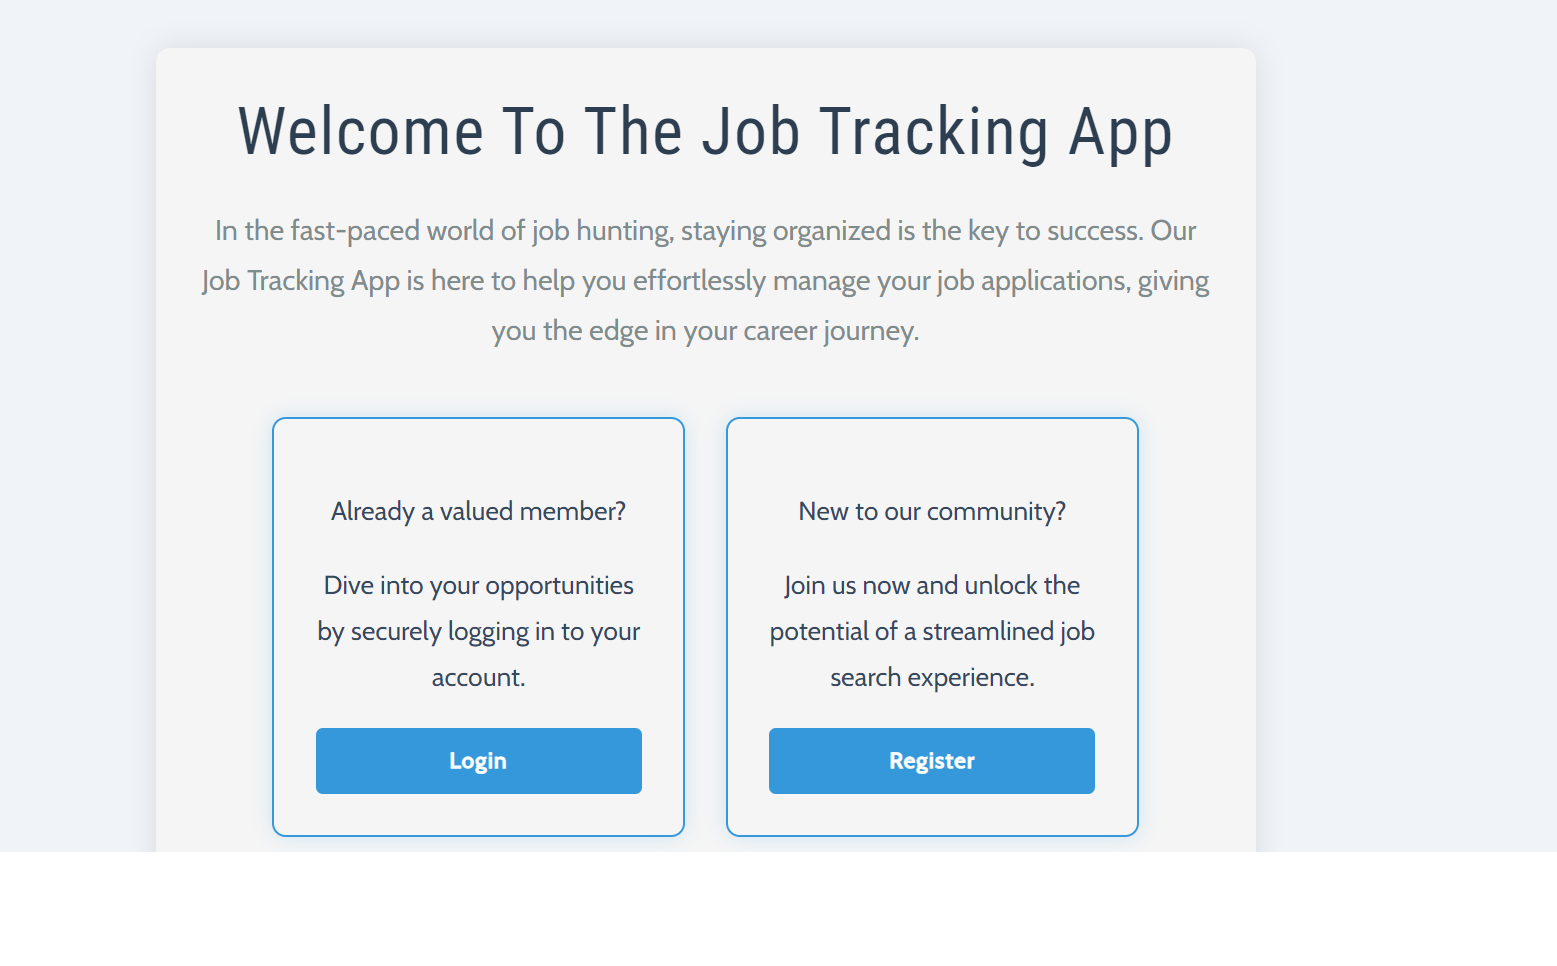 Welcome To The Job Tracking App
In the fast-paced world of job hunting, staying organized is the key to success. Our
Job Tracking App is here to help you effortlessly manage your job applications, giving
you the edge in your career journey.
Already a valued member?
Dive into your opportunities
by securely logging in to your
account.
Login
New to our community?
Join us now and unlock the
potential of a streamlined job
search experience.
Register